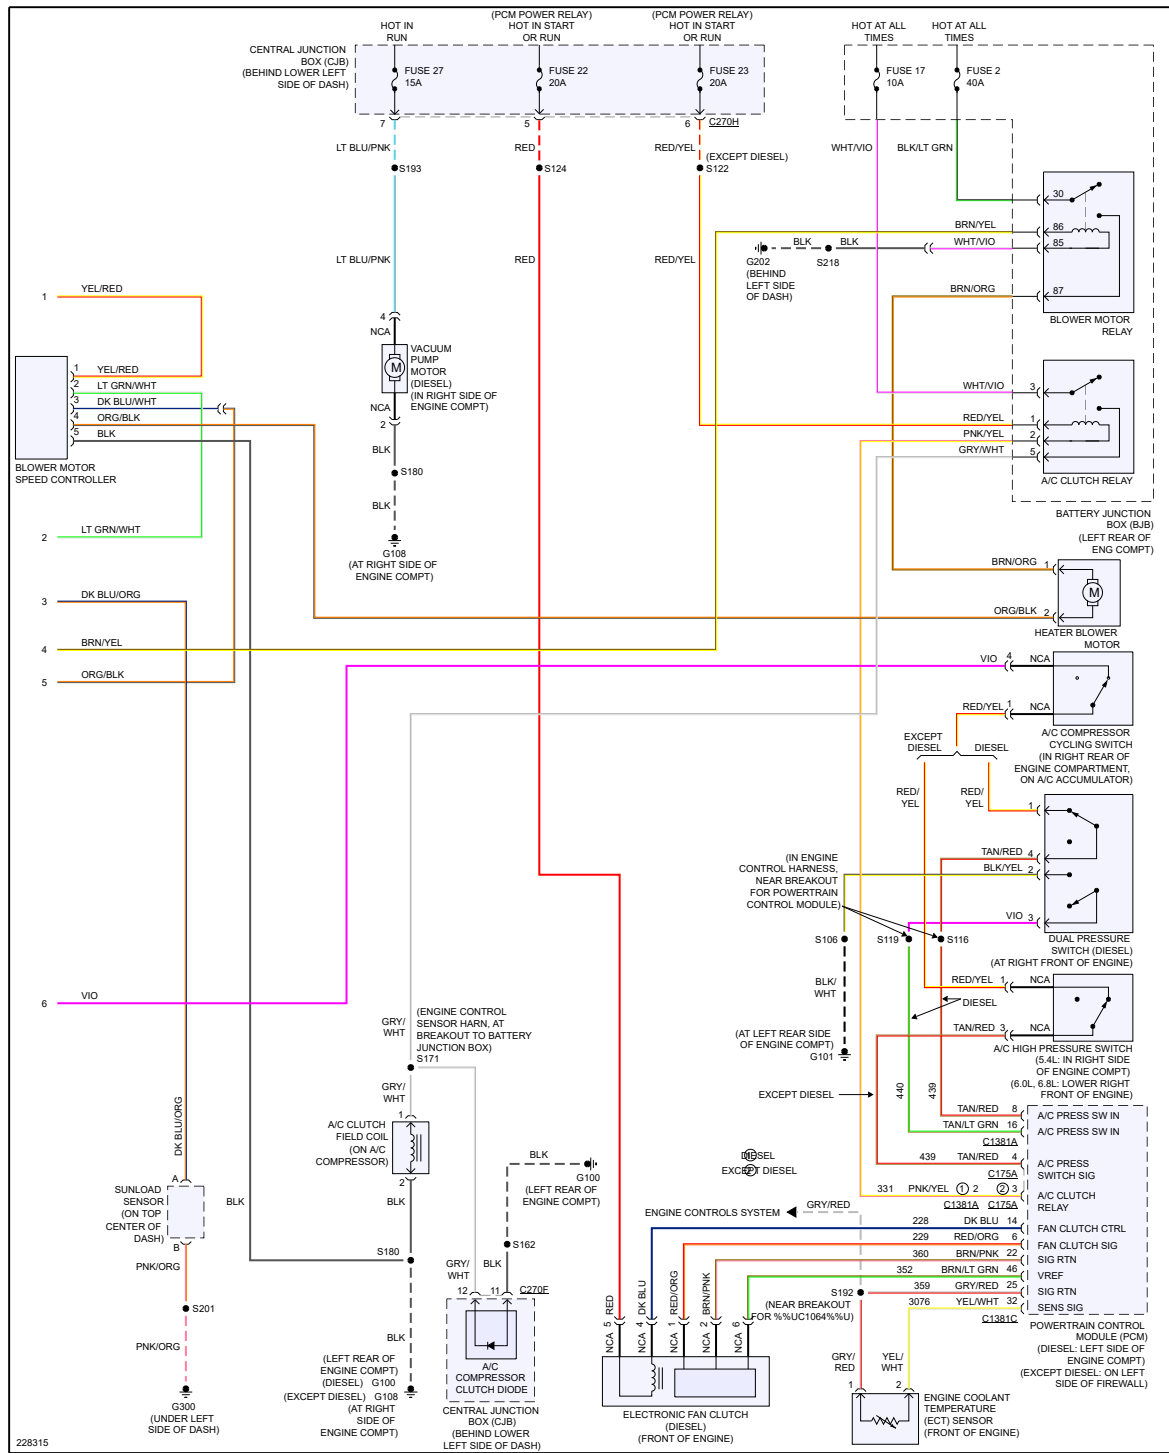 HOT IN
RUN
(PCM POWER RELAY)
HOT IN START
OR RUN
(PCM POWER RELAY)
HOT IN START
OR RUN
HOT AT ALL
TIMES
HOT AT ALL
TIMES
CENTRAL JUNCTION
BOX (CJB)
(BEHIND LOWER LEFT
SIDE OF DASH)
FUSE 27
15A
FUSE 22
20A
FUSE 23
20A
FUSE 17
10A
FUSE 2
40A
7
5
6
C270H
LT BLU/PNK
RED
RED/YEL
(EXCEPT DIESEL)
WHT/VIO
BLK/LT GRN
S193
S124
S122
30
BRN/YEL
86
BLK
BLK
WHT/VIO
85
G202
(BEHIND
LEFT SIDE
OF DASH)
S218
LT BLU/PNK
RED
RED/YEL
BRN/ORG
87
BLOWER MOTOR
RELAY
1
YEL/RED
4
NCA
M
VACUUM
PUMP
MOTOR
(DIESEL)
(IN RIGHT SIDE OF
ENGINE COMPT)
NCA
2
BLK
S180
BLK
G108
(AT RIGHT SIDE OF
ENGINE COMPT)
1
YEL/RED
2
LT GRN/WHT
3
DK BLU/WHT
4
ORG/BLK
5
BLK
BLOWER MOTOR
SPEED CONTROLLER
WHT/VIO
3
RED/YEL
1
PNK/YEL
2
GRY/WHT
5
A/C CLUTCH RELAY
BATTERY JUNCTION
BOX (BJB)
(LEFT REAR OF
ENG COMPT)
2
LT GRN/WHT
BRN/ORG
1
M
ORG/BLK
2
HEATER BLOWER
MOTOR
3
DK BLU/ORG
4
BRN/YEL
5
ORG/BLK
VIO
4
NCA
RED/YEL
1
NCA
A/C COMPRESSOR
CYCLING SWITCH
(IN RIGHT REAR OF
ENGINE COMPARTMENT,
ON A/C ACCUMULATOR)
EXCEPT
DIESEL
DIESEL
RED/
YEL
RED/
YEL
1
(IN ENGINE
CONTROL HARNESS,
NEAR BREAKOUT
FOR POWERTRAIN
CONTROL MODULE)
TAN/RED
4
BLK/YEL
2
VIO
3
DUAL PRESSURE
SWITCH (DIESEL)
(AT RIGHT FRONT OF ENGINE)
S106
S119
S116
BLK/
WHT
(AT LEFT REAR SIDE
OF ENGINE COMPT)
G101
RED/YEL
1
NCA
DIESEL
TAN/RED
3
NCA
A/C HIGH PRESSURE SWITCH
(5.4L: IN RIGHT SIDE
OF ENGINE COMPT)
(6.0L, 6.8L: LOWER RIGHT
FRONT OF ENGINE)
6
VIO
GRY/
WHT
(ENGINE CONTROL
SENSOR HARN, AT
BREAKOUT TO BATTERY
JUNCTION BOX)
S171
GRY/
WHT
1
A/C CLUTCH
FIELD COIL
(ON A/C
COMPRESSOR)
2
BLK
EXCEPT DIESEL
440
439
TAN/RED
8
A/C PRESS SW IN
TAN/LT GRN
16
A/C PRESS SW IN
C1381A
439
TAN/RED
4
A/C PRESS
SWITCH SIG
C175A
331
PNK/YEL
1
2
2
3
A/C CLUTCH
RELAY
C1381A
C175A
1
DIESEL
2
EXCEPT DIESEL
ENGINE CONTROLS SYSTEM
GRY/RED
228
DK BLU
14
FAN CLUTCH CTRL
229
RED/ORG
6
FAN CLUTCH SIG
360
BRN/PNK
22
SIG RTN
352
BRN/LT GRN
46
VREF
359
GRY/RED
25
SIG RTN
3076
YEL/WHT
32
SENS SIG
C1381C
POWERTRAIN CONTROL
MODULE (PCM)
(DIESEL: LEFT SIDE OF
ENGINE COMPT)
(EXCEPT DIESEL: ON LEFT
SIDE OF FIREWALL)
S192
(NEAR BREAKOUT
FOR %%UC1064%%U)
GRY/
RED
YEL/
WHT
1
2
ENGINE COOLANT
TEMPERATURE
(ECT) SENSOR
(FRONT OF ENGINE)
DK BLU/ORG
A
SUNLOAD
SENSOR
(ON TOP
CENTER OF
DASH)
B
PNK/ORG
S201
PNK/ORG
G300
(UNDER LEFT
SIDE OF DASH)
BLK
S180
BLK
(LEFT REAR OF
ENGINE COMPT)
(DIESEL) G100
(EXCEPT DIESEL) G108
(AT RIGHT
SIDE OF
ENGINE COMPT)
BLK
G100
(LEFT REAR OF
ENGINE COMPT)
S162
GRY/
WHT
BLK
12
11
C270F
A/C
COMPRESSOR
CLUTCH DIODE
CENTRAL JUNCTION
BOX (CJB)
(BEHIND LOWER
LEFT SIDE OF DASH)
RED
DK BLU
RED/ORG
BRN/PNK
5
4
1
2
6
NCA
NCA
NCA
NCA
NCA
ELECTRONIC FAN CLUTCH
(DIESEL)
(FRONT OF ENGINE)
228315